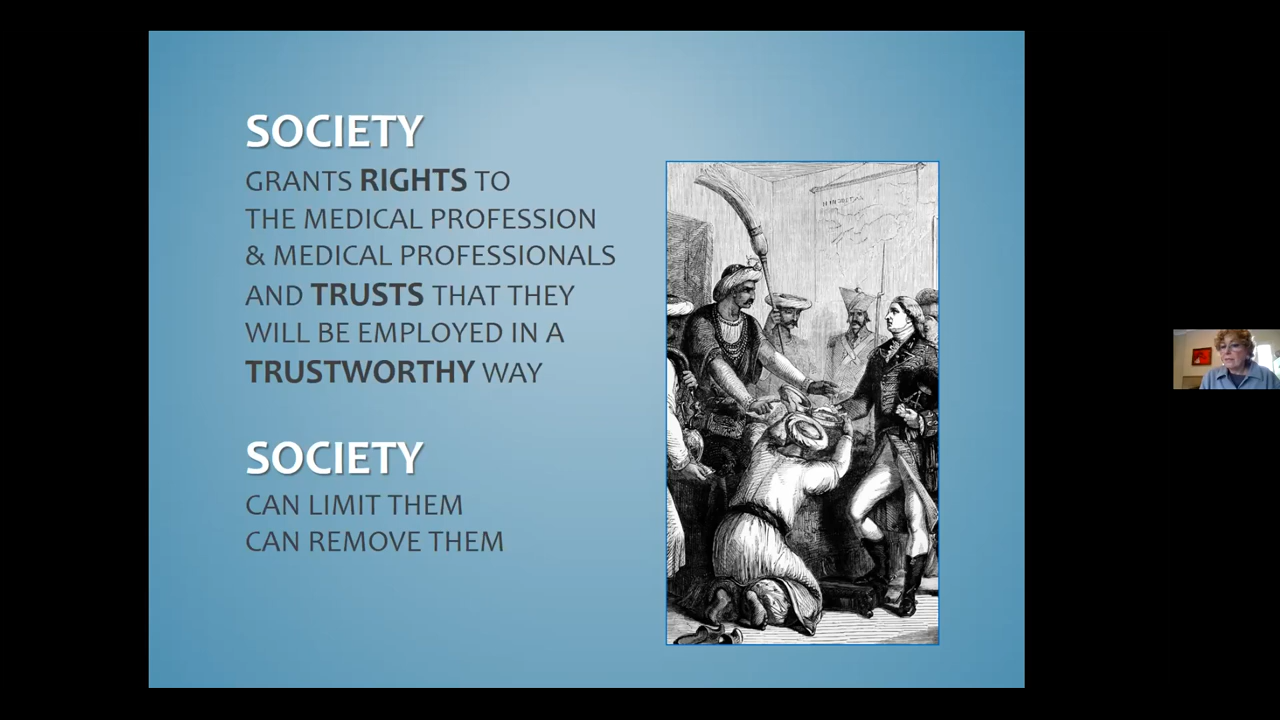 SOCIETY
GRANTS RIGHTS TO
THE MEDICAL PROFESSION
& MEDICAL PROFESSIONALS
AND TRUSTS THAT THEY
WILL BE EMPLOYED IN A
TRUSTWORTHY WAY
SOCIETY
CAN LIMIT THEM
CAN REMOVE THEM